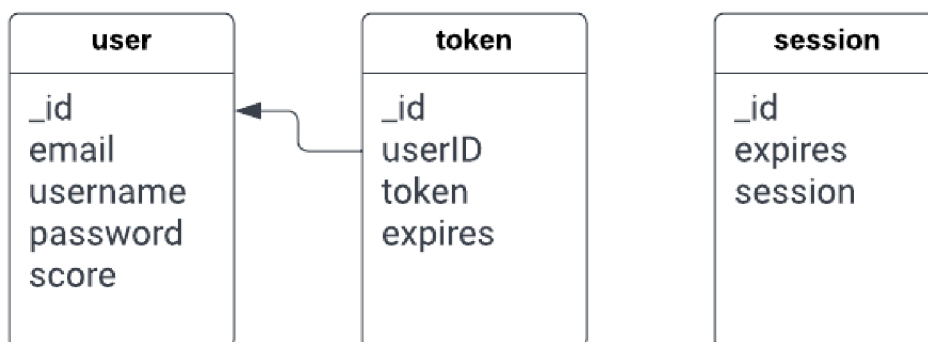 user
_id
email
username
password
score
token
_id
userID
token
expires
session
_id
expires
session